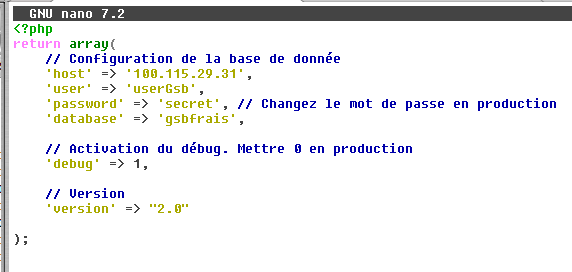 GNU nano 7.2
<?php
return array(
    // Configuration de la base de donnée
    'host' => '100.115.29.31',
    'user' => 'userGsb',
    'password' => 'secret', // Changez le mot de passe en production
    'database' => 'gsbfrais',

    // Activation du débug. Mettre 0 en production
    'debug' => 1,

    // Version
    'version' => "2.0"

);